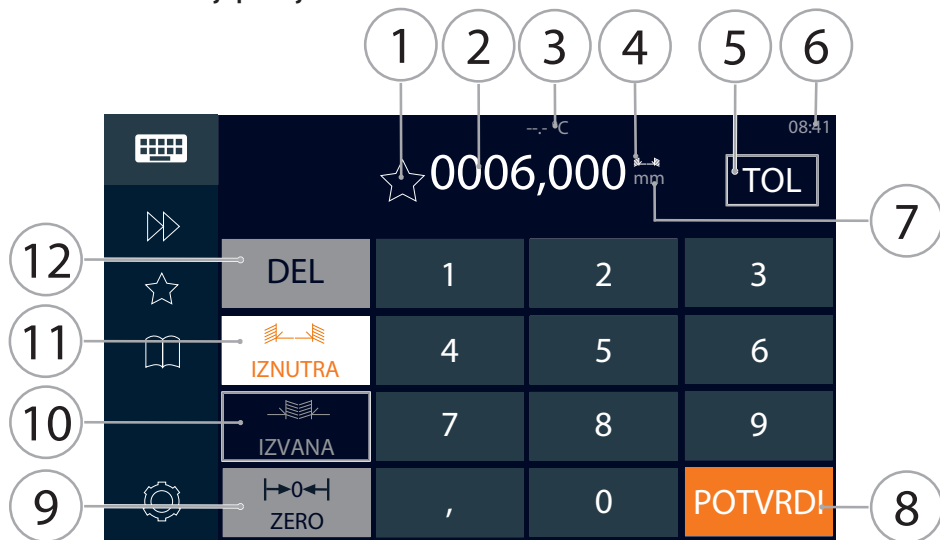 1 2 3 4 5 6
--.- °C 08:41
0006,000 mm TOL
7
12 DEL 1 2 3
11 IZNUTRA 4 5 6
10 IZVANA 7 8 9
9 0 ZERO , 0 POTVRDI 8